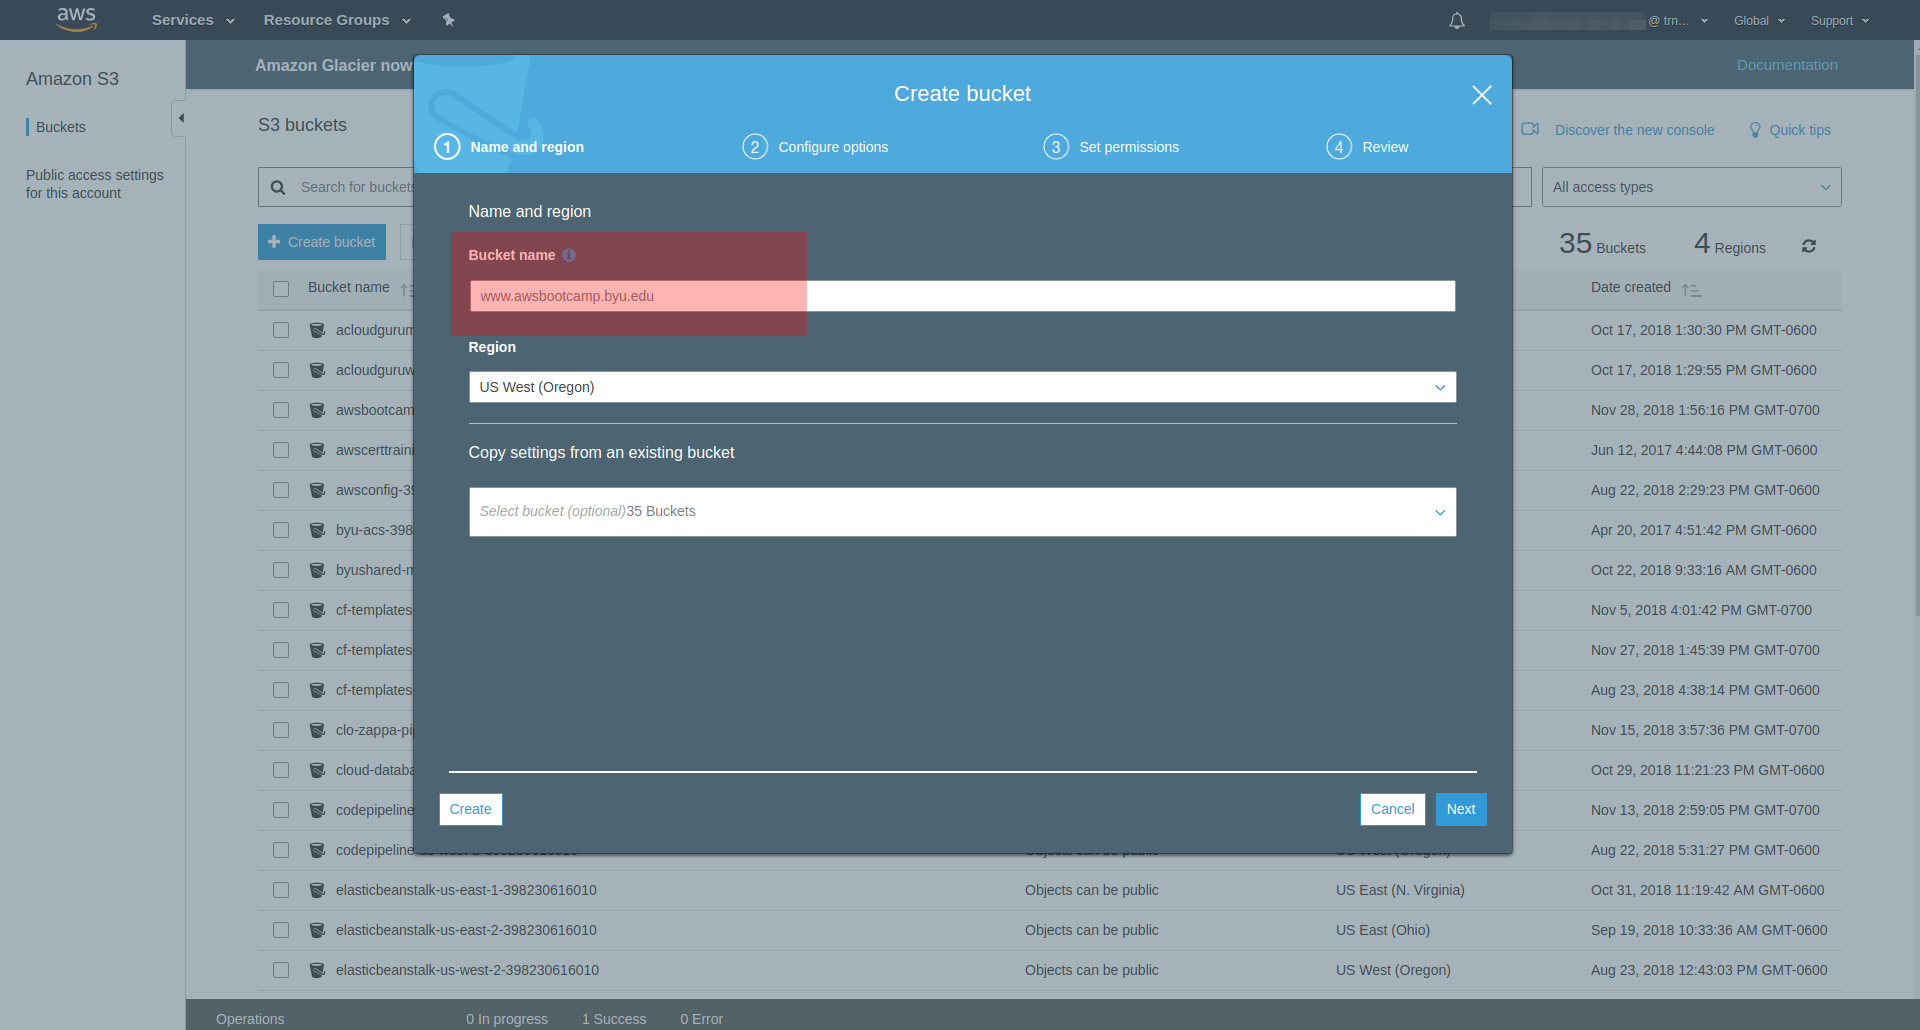 aws Services Resource Groups @ trn... Global Support
Amazon S3
Buckets
Public access settings
for this account
Amazon Glacier now
Documentation
S3 buckets
Discover the new console Quick tips
Search for buckets
All access types
Create bucket
35 Buckets 4 Regions
Bucket name Date created
acloudgurum Oct 17, 2018 1:30:30 PM GMT-0600
acloudguruw Oct 17, 2018 1:29:55 PM GMT-0600
awsbootcam Nov 28, 2018 1:56:16 PM GMT-0700
awscerttraini Jun 12, 2017 4:44:08 PM GMT-0600
awsconfig-39 Aug 22, 2018 2:29:23 PM GMT-0600
byu-acs-398 Apr 20, 2017 4:51:42 PM GMT-0600
byushared-m Oct 22, 2018 9:33:16 AM GMT-0600
cf-templates- Nov 5, 2018 4:01:42 PM GMT-0700
cf-templates- Nov 27, 2018 1:45:39 PM GMT-0700
cf-templates- Aug 23, 2018 4:38:14 PM GMT-0600
clo-zappa-pi Nov 15, 2018 3:57:36 PM GMT-0700
cloud-databa Oct 29, 2018 11:21:23 PM GMT-0600
codepipeline Nov 13, 2018 2:59:05 PM GMT-0700
codepipeline-us-west-2-398230616010 Objects can be public US West (Oregon) Aug 22, 2018 5:31:27 PM GMT-0600
elasticbeanstalk-us-east-1-398230616010 Objects can be public US East (N. Virginia) Oct 31, 2018 11:19:42 AM GMT-0600
elasticbeanstalk-us-east-2-398230616010 Objects can be public US East (Ohio) Sep 19, 2018 10:33:36 AM GMT-0600
elasticbeanstalk-us-west-2-398230616010 Objects can be public US West (Oregon) Aug 23, 2018 12:43:03 PM GMT-0600
Create bucket
1 Name and region 2 Configure options 3 Set permissions 4 Review
Name and region
Bucket name
www.awsbootcamp.byu.edu
Region
US West (Oregon)
Copy settings from an existing bucket
Select bucket (optional)35 Buckets
Create Cancel Next
Operations 0 In progress 1 Success 0 Error